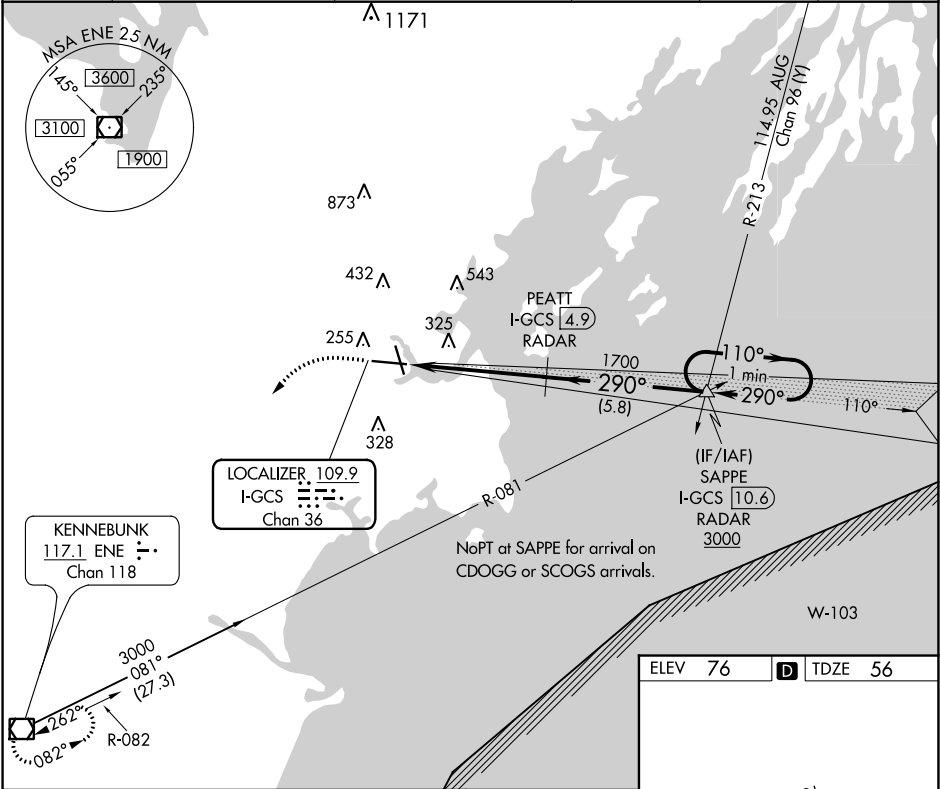 1171
MSA ENE 25 NM
145°
3600
235°
3100
055°
1900
114.95 AUG
Chan 96 (Y)
R-213
873
432
543
PEATT
I-GCS 4.9
RADAR
255
325
1700
110°
1 min
290°
290°
(5.8)
110°
328
(IF/IAF)
SAPPE
I-GCS 10.6
RADAR
3000
LOCALIZER 109.9
I-GCS
Chan 36
R-081
KENNEBUNK
117.1 ENE
Chan 118
NoPT at SAPPE for arrival on
CDOGG or SCOGS arrivals.
W-103
3000
081°
(27.3)
262°
082°
R-082
ELEV 76 D TDZE 56